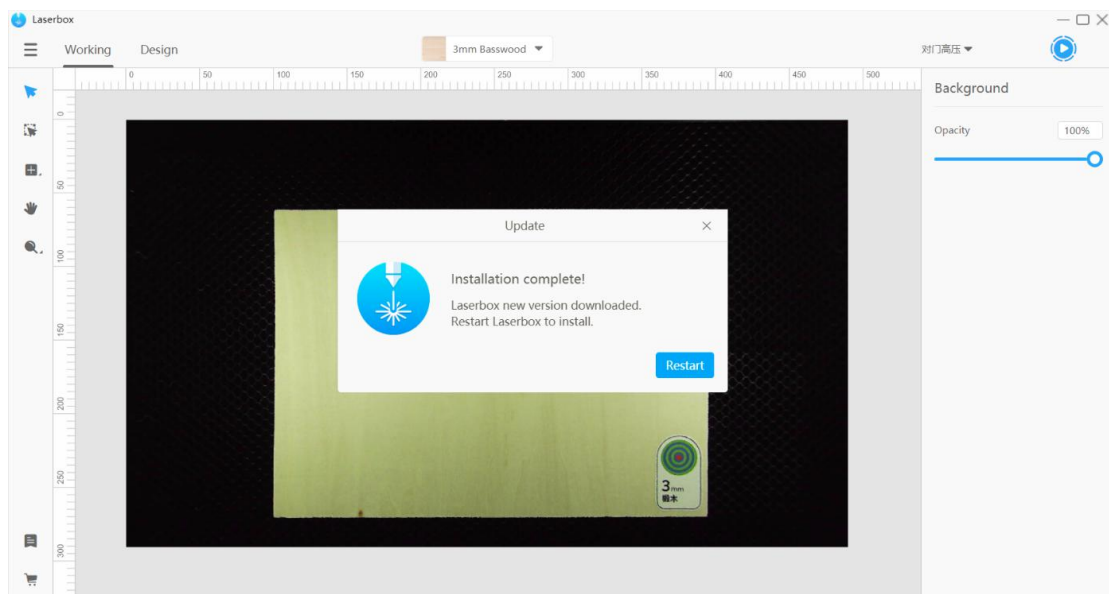 Laserbox
Working
Design
3mm Basswood
对门高压
0 50 100 150 200 250 300 350 400 450 500
0
50
100
150
200
250
300
Background
Opacity
100%
Update
Installation complete!
Laserbox new version downloaded.
Restart Laserbox to install.
Restart
3mm
椴木